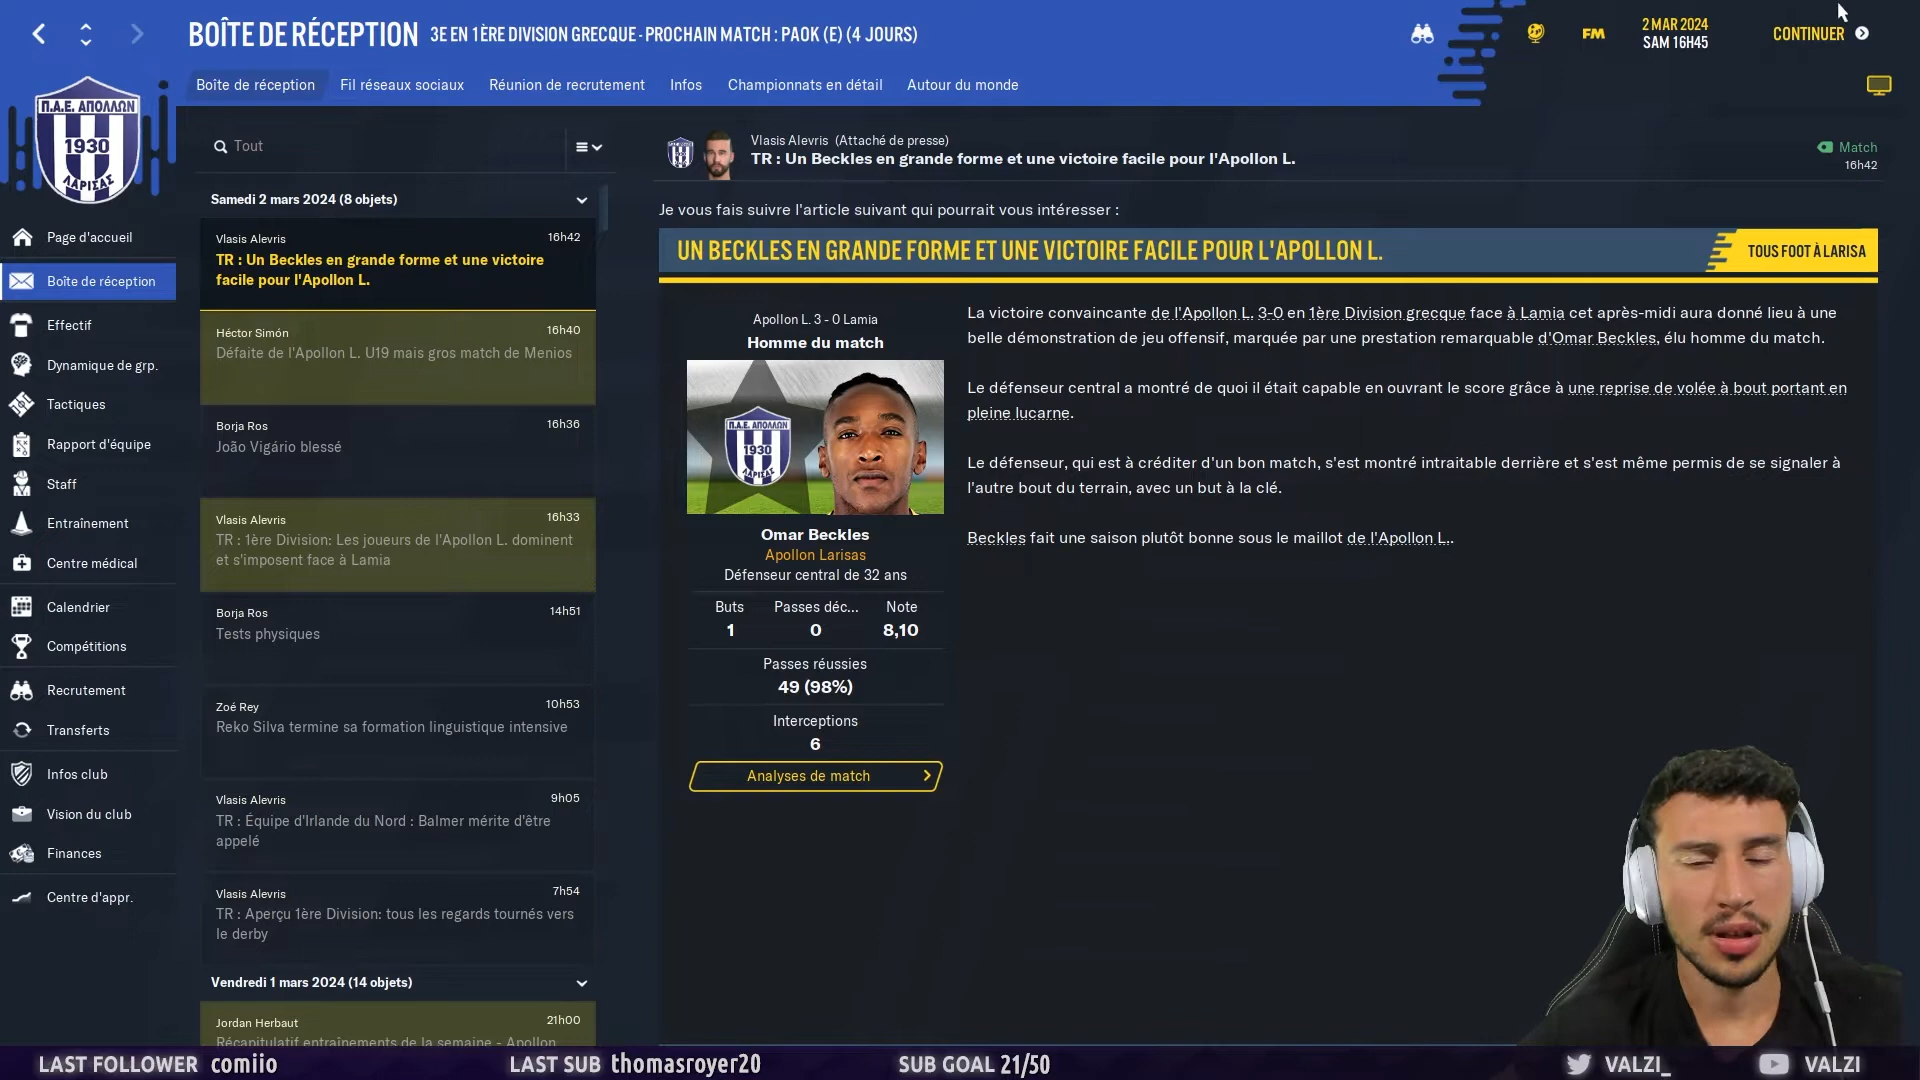 BOÎTE DE RÉCEPTION
3E EN 1ÈRE DIVISION GRECQUE - PROCHAIN MATCH : PAOK (E) (4 JOURS)
FM
2 MAR 2024
SAM 16H45
CONTINUER
Boîte de réception
Fil réseaux sociaux
Réunion de recrutement
Infos
Championnats en détail
Autour du monde
Π.Α.Ε. ΑΠΟΛΛΩΝ
1930
ΛΑΡΙΣΑΣ
Page d'accueil
Boîte de réception
Effectif
Dynamique de grp.
Tactiques
Rapport d'équipe
Staff
Entraînement
Centre médical
Calendrier
Compétitions
Recrutement
Transferts
Infos club
Vision du club
Finances
Centre d'appr.
Tout
Samedi 2 mars 2024 (8 objets)
Vlasis Alevris 16h42
TR : Un Beckles en grande forme et une victoire
facile pour l'Apollon L.
Héctor Simón 16h40
Défaite de l'Apollon L. U19 mais gros match de Menios
Borja Ros 16h36
João Vigário blessé
Vlasis Alevris 16h33
TR : 1ère Division: Les joueurs de l'Apollon L. dominent
et s'imposent face à Lamia
Borja Ros 14h51
Tests physiques
Zoé Rey 10h53
Reko Silva termine sa formation linguistique intensive
Vlasis Alevris 9h05
TR : Équipe d'Irlande du Nord : Balmer mérite d'être
appelé
Vlasis Alevris 7h54
TR : Aperçu 1ère Division: tous les regards tournés vers
le derby
Vendredi 1 mars 2024 (14 objets)
Jordan Herbaut 21h00
Récapitulatif entraînements de la semaine - Apollon
Vlasis Alevris (Attaché de presse)
TR : Un Beckles en grande forme et une victoire facile pour l'Apollon L.
Match
16h42
Je vous fais suivre l'article suivant qui pourrait vous intéresser :
UN BECKLES EN GRANDE FORME ET UNE VICTOIRE FACILE POUR L'APOLLON L.
TOUS FOOT À LARISA
Apollon L. 3 - 0 Lamia
Homme du match
1930
Omar Beckles
Apollon Larisas
Défenseur central de 32 ans
Buts Passes déc... Note
1 0 8,10
Passes réussies
49 (98%)
Interceptions
6
Analyses de match
La victoire convaincante de l'Apollon L. 3-0 en 1ère Division grecque face à Lamia cet après-midi aura donné lieu à une
belle démonstration de jeu offensif, marquée par une prestation remarquable d'Omar Beckles, élu homme du match.
Le défenseur central a montré de quoi il était capable en ouvrant le score grâce à une reprise de volée à bout portant en
pleine lucarne.
Le défenseur, qui est à créditer d'un bon match, s'est montré intraitable derrière et s'est même permis de se signaler à
l'autre bout du terrain, avec un but à la clé.
Beckles fait une saison plutôt bonne sous le maillot de l'Apollon L..
LAST FOLLOWER comiio
LAST SUB thomasroyer20
SUB GOAL 21/50
VALZI_
VALZI